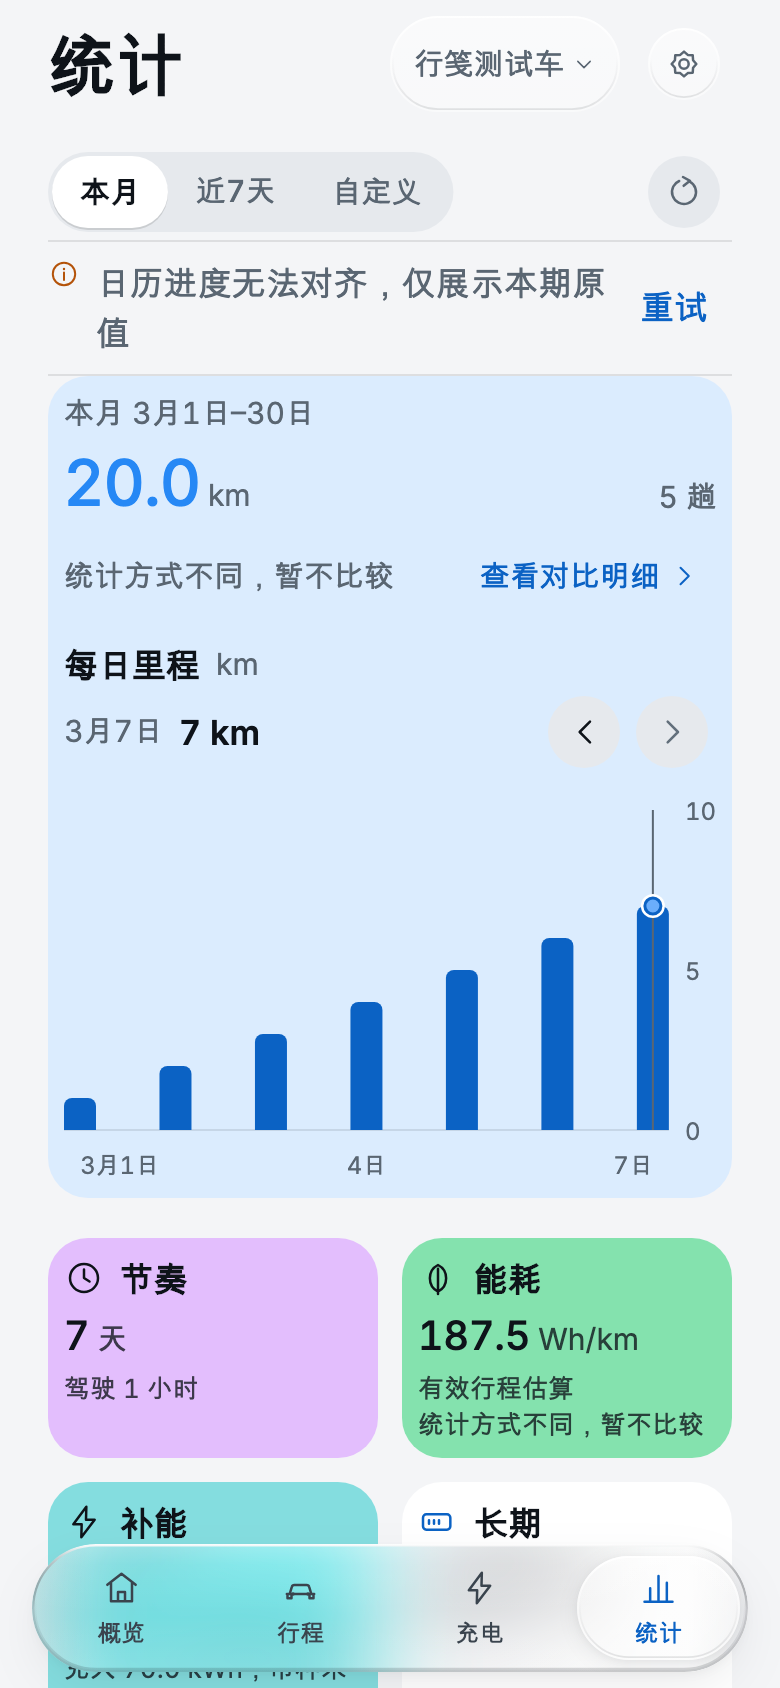 统计
行笺测试车
本月 近7天 自定义
日历进度无法对齐，仅展示本期原
值
重试
本月 3月1日–30日
20.0 km
5 趟
统计方式不同，暂不比较
查看对比明细
每日里程 km
3月7日 7 km
10
5
0
3月1日 4日 7日
节奏
7 天
驾驶 1 小时
能耗
187.5 Wh/km
有效行程估算
统计方式不同，暂不比较
补能
长期
概览 行程 充电 统计